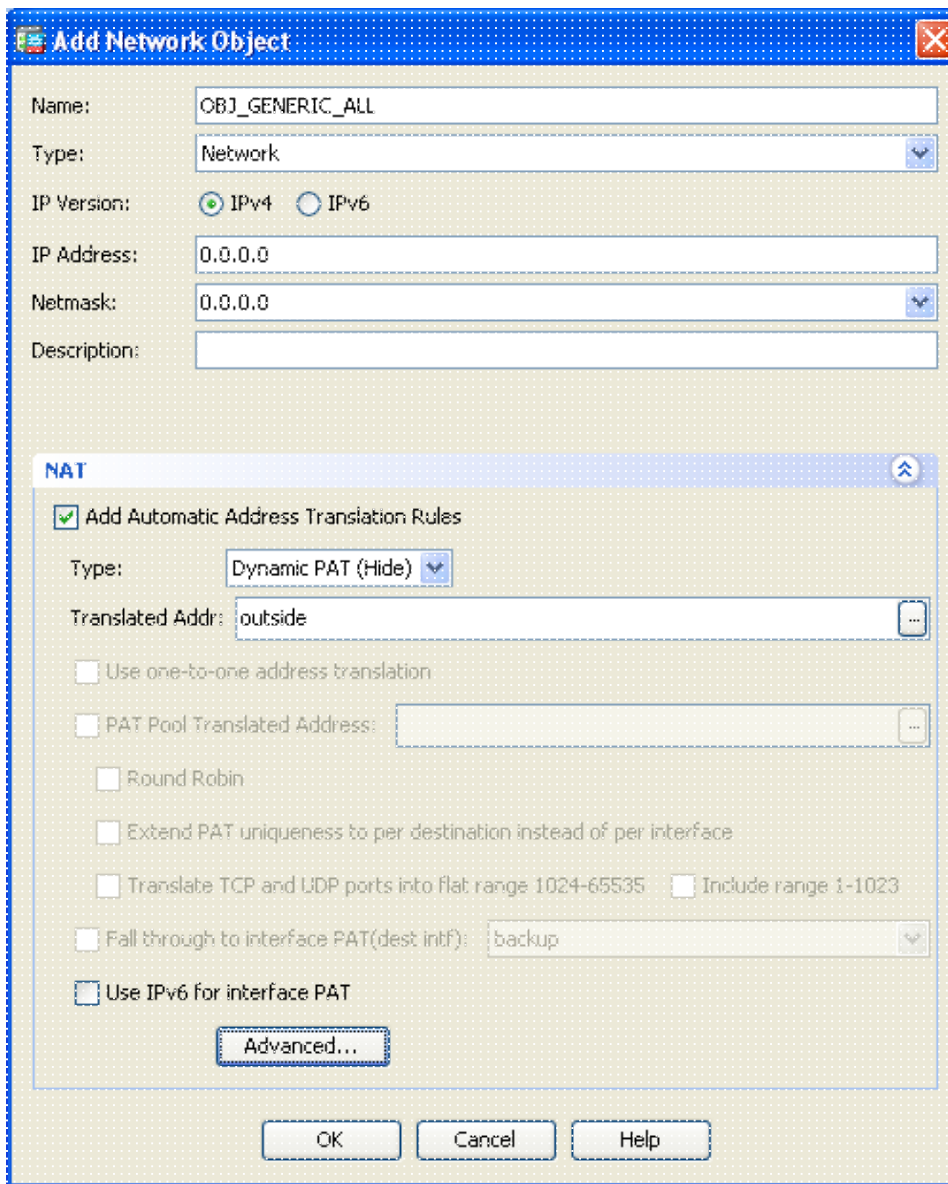 Add Network Object
Name: OBJ_GENERIC_ALL
Type: Network
IP Version: IPv4 IPv6
IP Address: 0.0.0.0
Netmask: 0.0.0.0
Description:
NAT
Add Automatic Address Translation Rules
Type: Dynamic PAT (Hide)
Translated Addr: outside ...
Use one-to-one address translation
PAT Pool Translated Address: ...
Round Robin
Extend PAT uniqueness to per destination instead of per interface
Translate TCP and UDP ports into flat range 1024-65535 Include range 1-1023
Fall through to interface PAT(dest intf): backup
Use IPv6 for interface PAT
Advanced...
OK Cancel Help